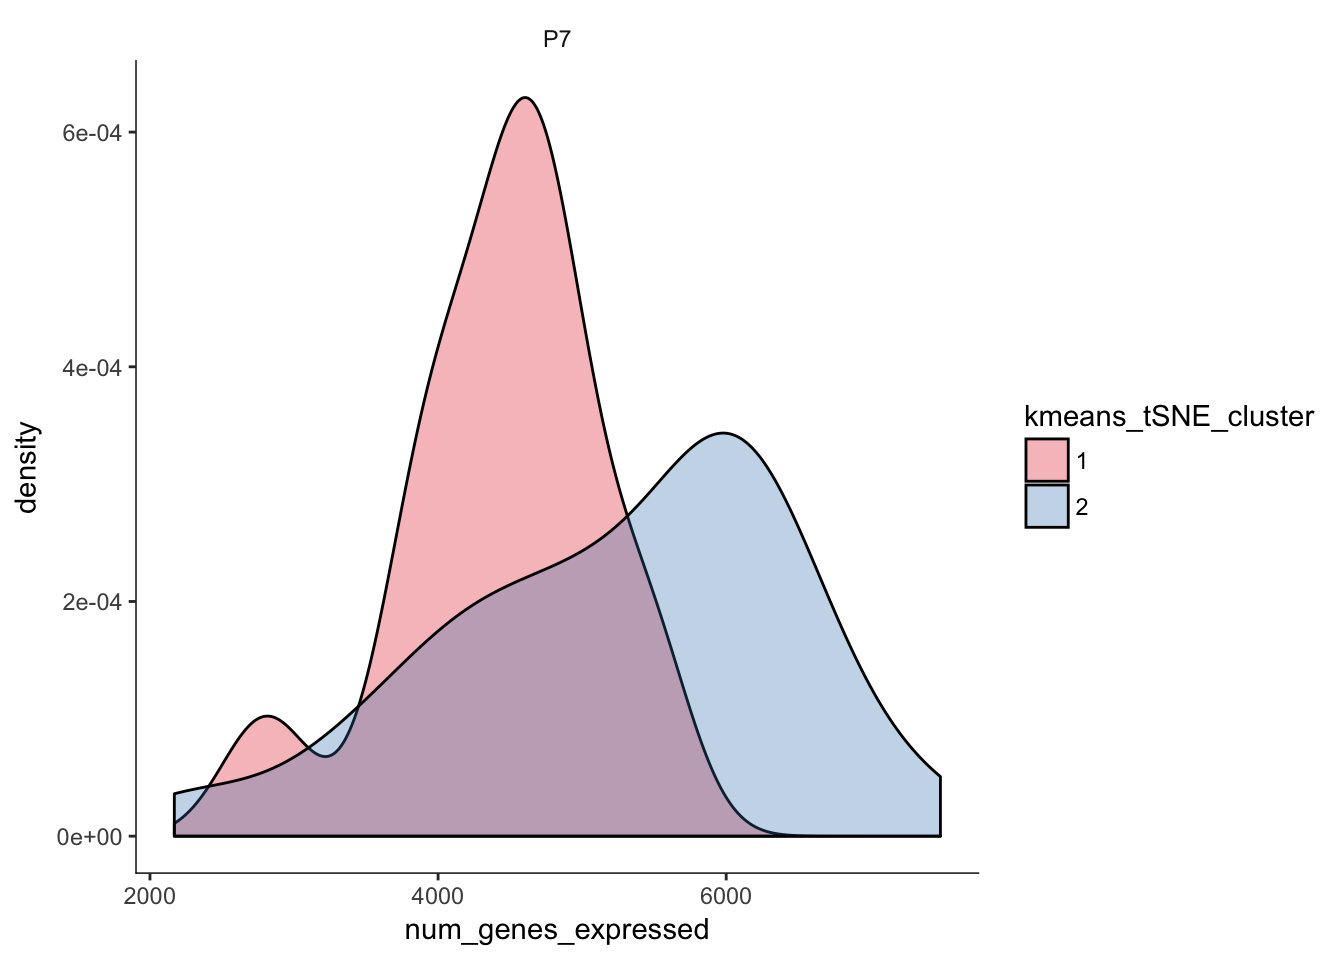 P7
6e-04
4e-04
2e-04
0e+00
density
2000 4000 6000
num_genes_expressed
kmeans_tSNE_cluster
1
2